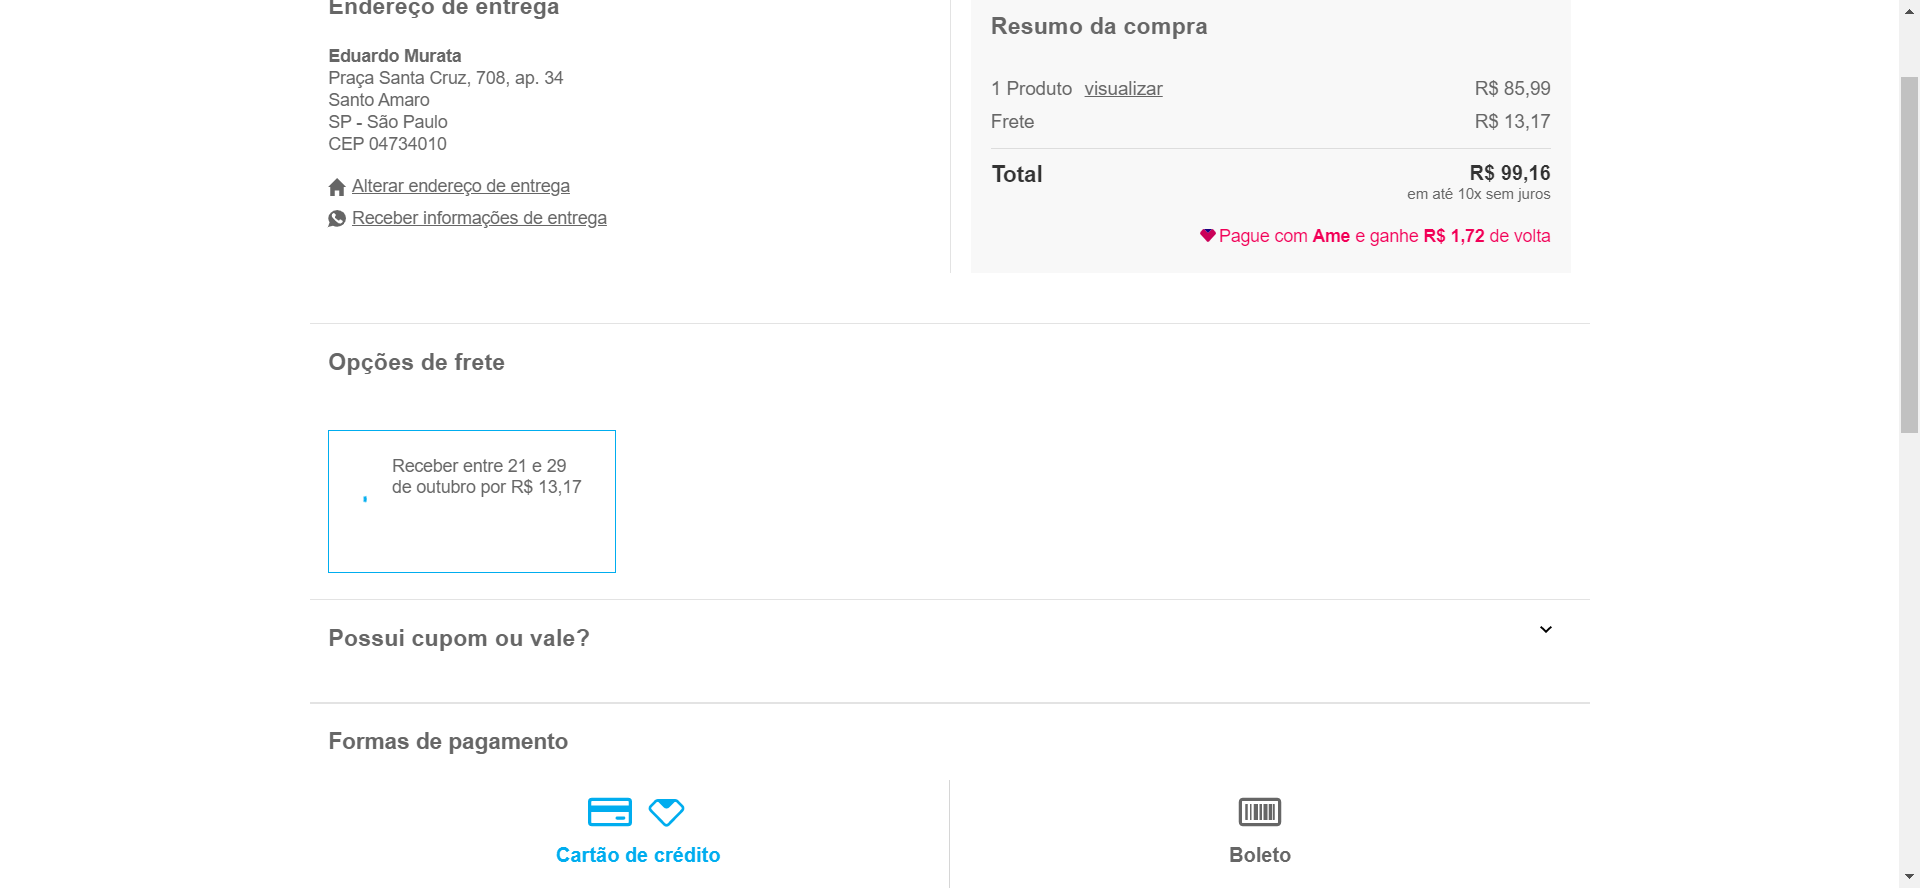 Endereço de entrega
Eduardo Murata
Praça Santa Cruz, 708, ap. 34
Santo Amaro
SP - São Paulo
CEP 04734010
Alterar endereço de entrega
Receber informações de entrega
Resumo da compra
1 Produto visualizar R$ 85,99
Frete R$ 13,17
Total R$ 99,16
em até 10x sem juros
Pague com Ame e ganhe R$ 1,72 de volta
Opções de frete
Receber entre 21 e 29
de outubro por R$ 13,17
Possui cupom ou vale?
Formas de pagamento
Cartão de crédito
Boleto